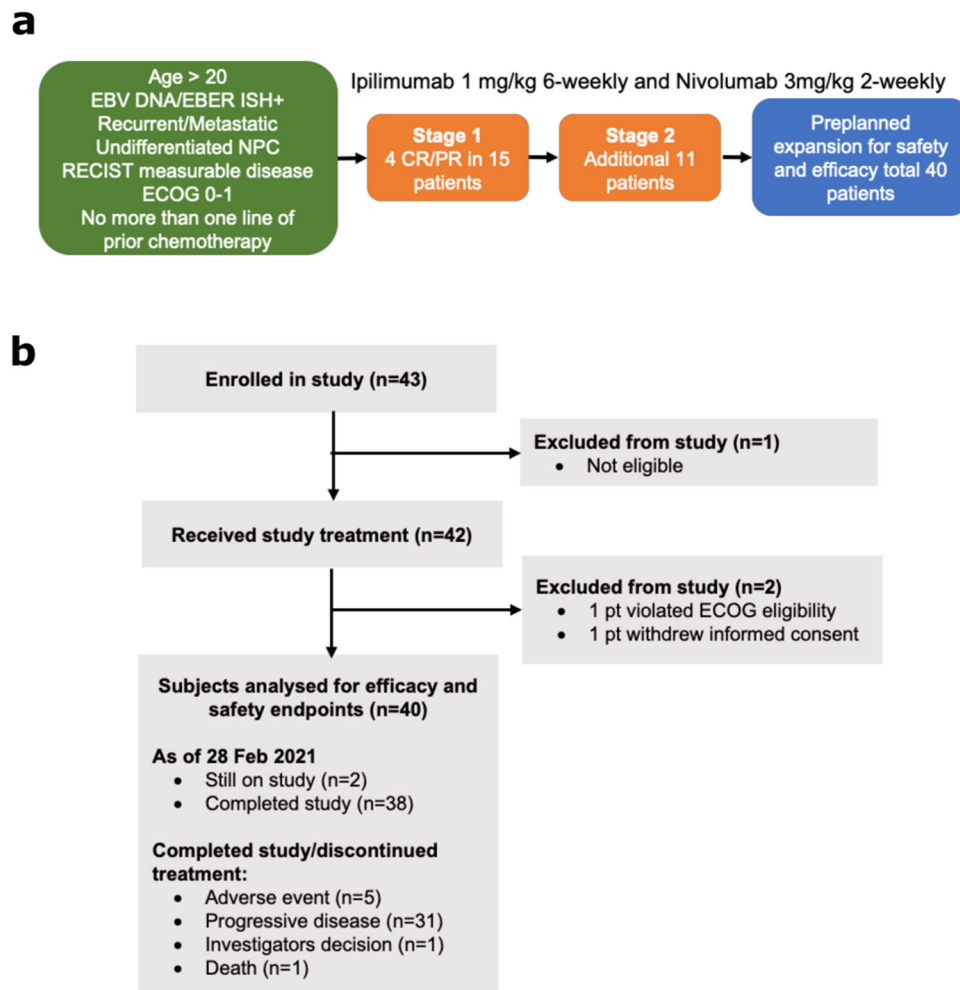 a
Age > 20
EBV DNA/EBER ISH+
Recurrent/Metastatic
Undifferentiated NPC
RECIST measurable disease
ECOG 0-1
No more than one line of
prior chemotherapy
Ipilimumab 1 mg/kg 6-weekly and Nivolumab 3mg/kg 2-weekly
Stage 1
4 CR/PR in 15
patients
Stage 2
Additional 11
patients
Preplanned
expansion for safety
and efficacy total 40
patients
b
Enrolled in study (n=43)
Excluded from study (n=1)
• Not eligible
Received study treatment (n=42)
Excluded from study (n=2)
• 1 pt violated ECOG eligibility
• 1 pt withdrew informed consent
Subjects analysed for efficacy and
safety endpoints (n=40)
As of 28 Feb 2021
• Still on study (n=2)
• Completed study (n=38)
Completed study/discontinued
treatment:
• Adverse event (n=5)
• Progressive disease (n=31)
• Investigators decision (n=1)
• Death (n=1)